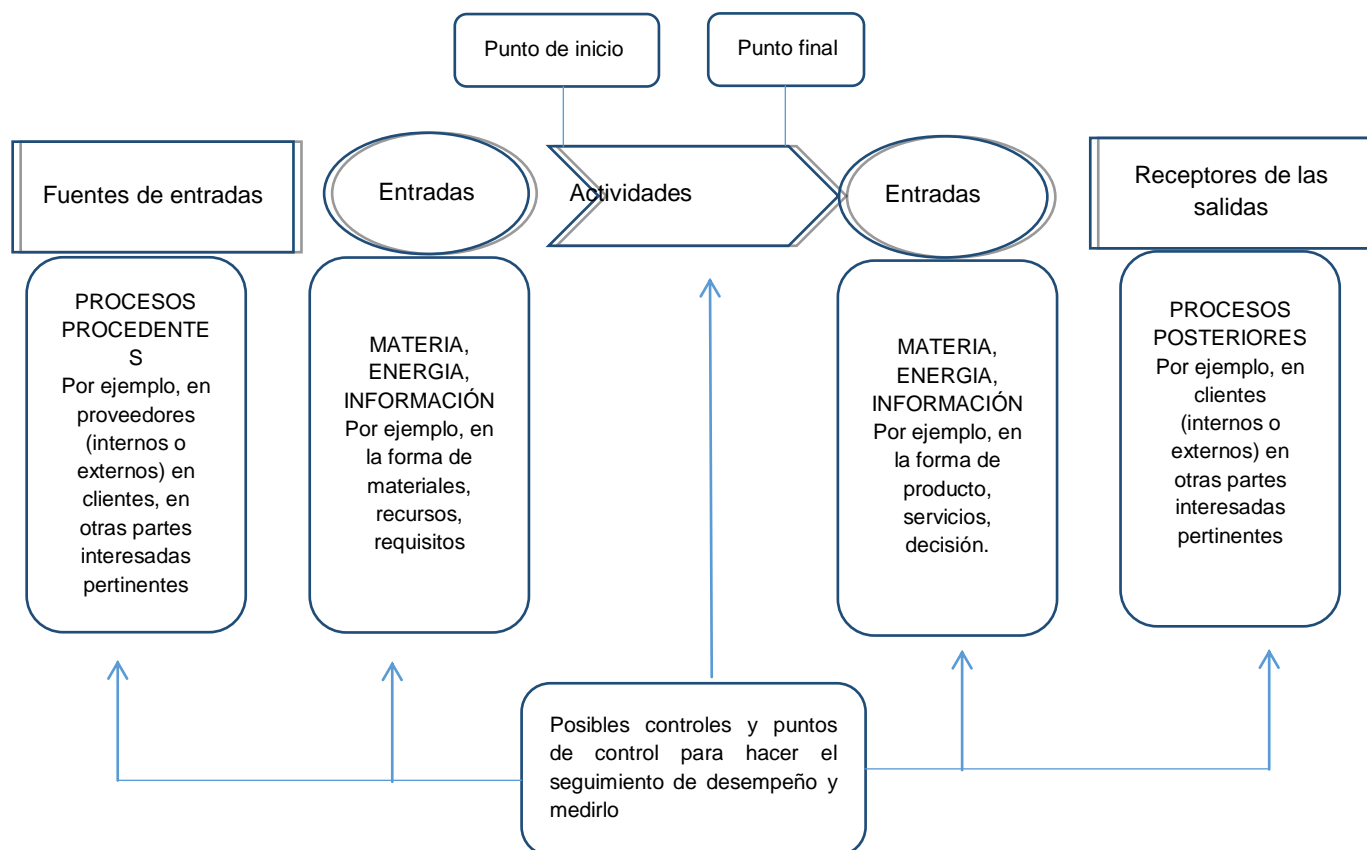 Punto de inicio
Punto final
Fuentes de entradas
Entradas
Actividades
Entradas
Receptores de las
salidas
PROCESOS
PROCEDENTE
S
Por ejemplo, en
proveedores
(internos o
externos) en
clientes, en
otras partes
interesadas
pertinentes
MATERIA,
ENERGIA,
INFORMACIÓN
Por ejemplo, en
la forma de
materiales,
recursos,
requisitos
MATERIA,
ENERGIA,
INFORMACIÓN
Por ejemplo, en
la forma de
producto,
servicios,
decisión.
PROCESOS
POSTERIORES
Por ejemplo, en
clientes
(internos o
externos) en
otras partes
interesadas
pertinentes
Posibles controles y puntos
de control para hacer el
seguimiento de desempeño y
medirlo